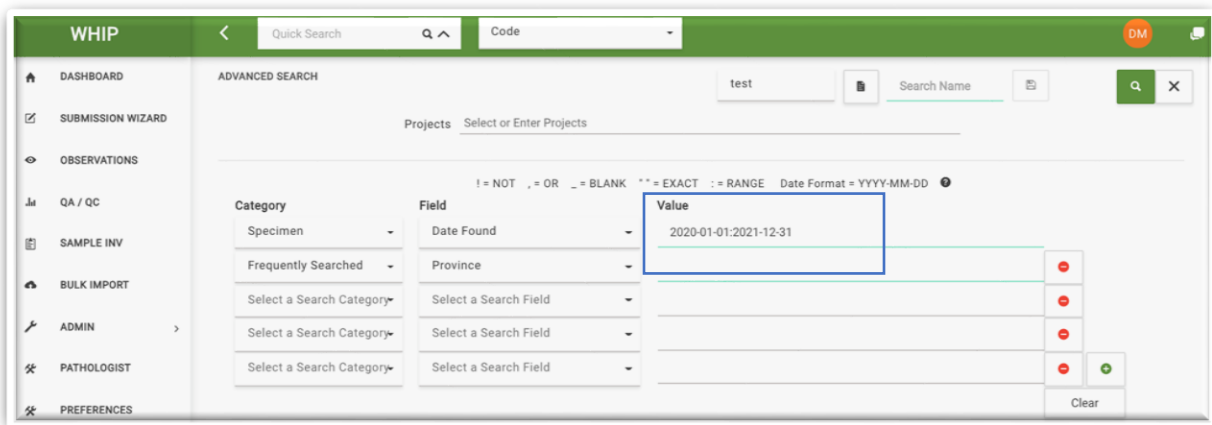 WHIP
Quick Search
Code
DM
DASHBOARD
SUBMISSION WIZARD
OBSERVATIONS
QA / QC
SAMPLE INV
BULK IMPORT
ADMIN
PATHOLOGIST
PREFERENCES
ADVANCED SEARCH
test
Search Name
Projects Select or Enter Projects
! = NOT , = OR _ = BLANK " " = EXACT : = RANGE Date Format = YYYY-MM-DD
Category Field Value
Specimen Date Found 2020-01-01:2021-12-31
Frequently Searched Province
Select a Search Category Select a Search Field
Select a Search Category Select a Search Field
Select a Search Category Select a Search Field
Clear